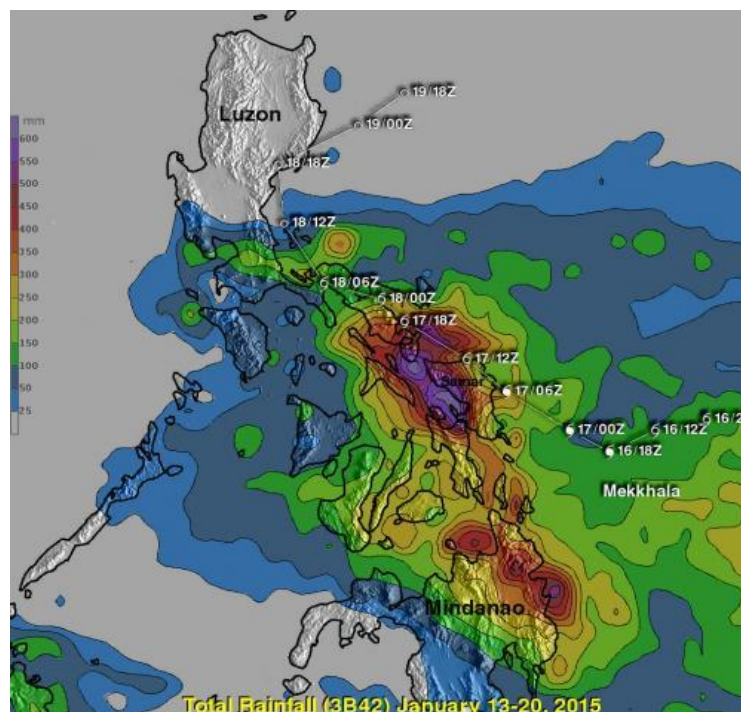 19/18Z
Luzon
mm
19/00Z
600
18/18Z
550
500
450
18/12Z
400
350
300
18/06Z
250
18/00Z
200
17/18Z
150
17/12Z
100
Samar
50
17/06Z
25
16/2
17/00Z
16/12Z
16/18Z
Mekkhala
Mindanao
Total Rainfall (3B42) January 13-20, 2015